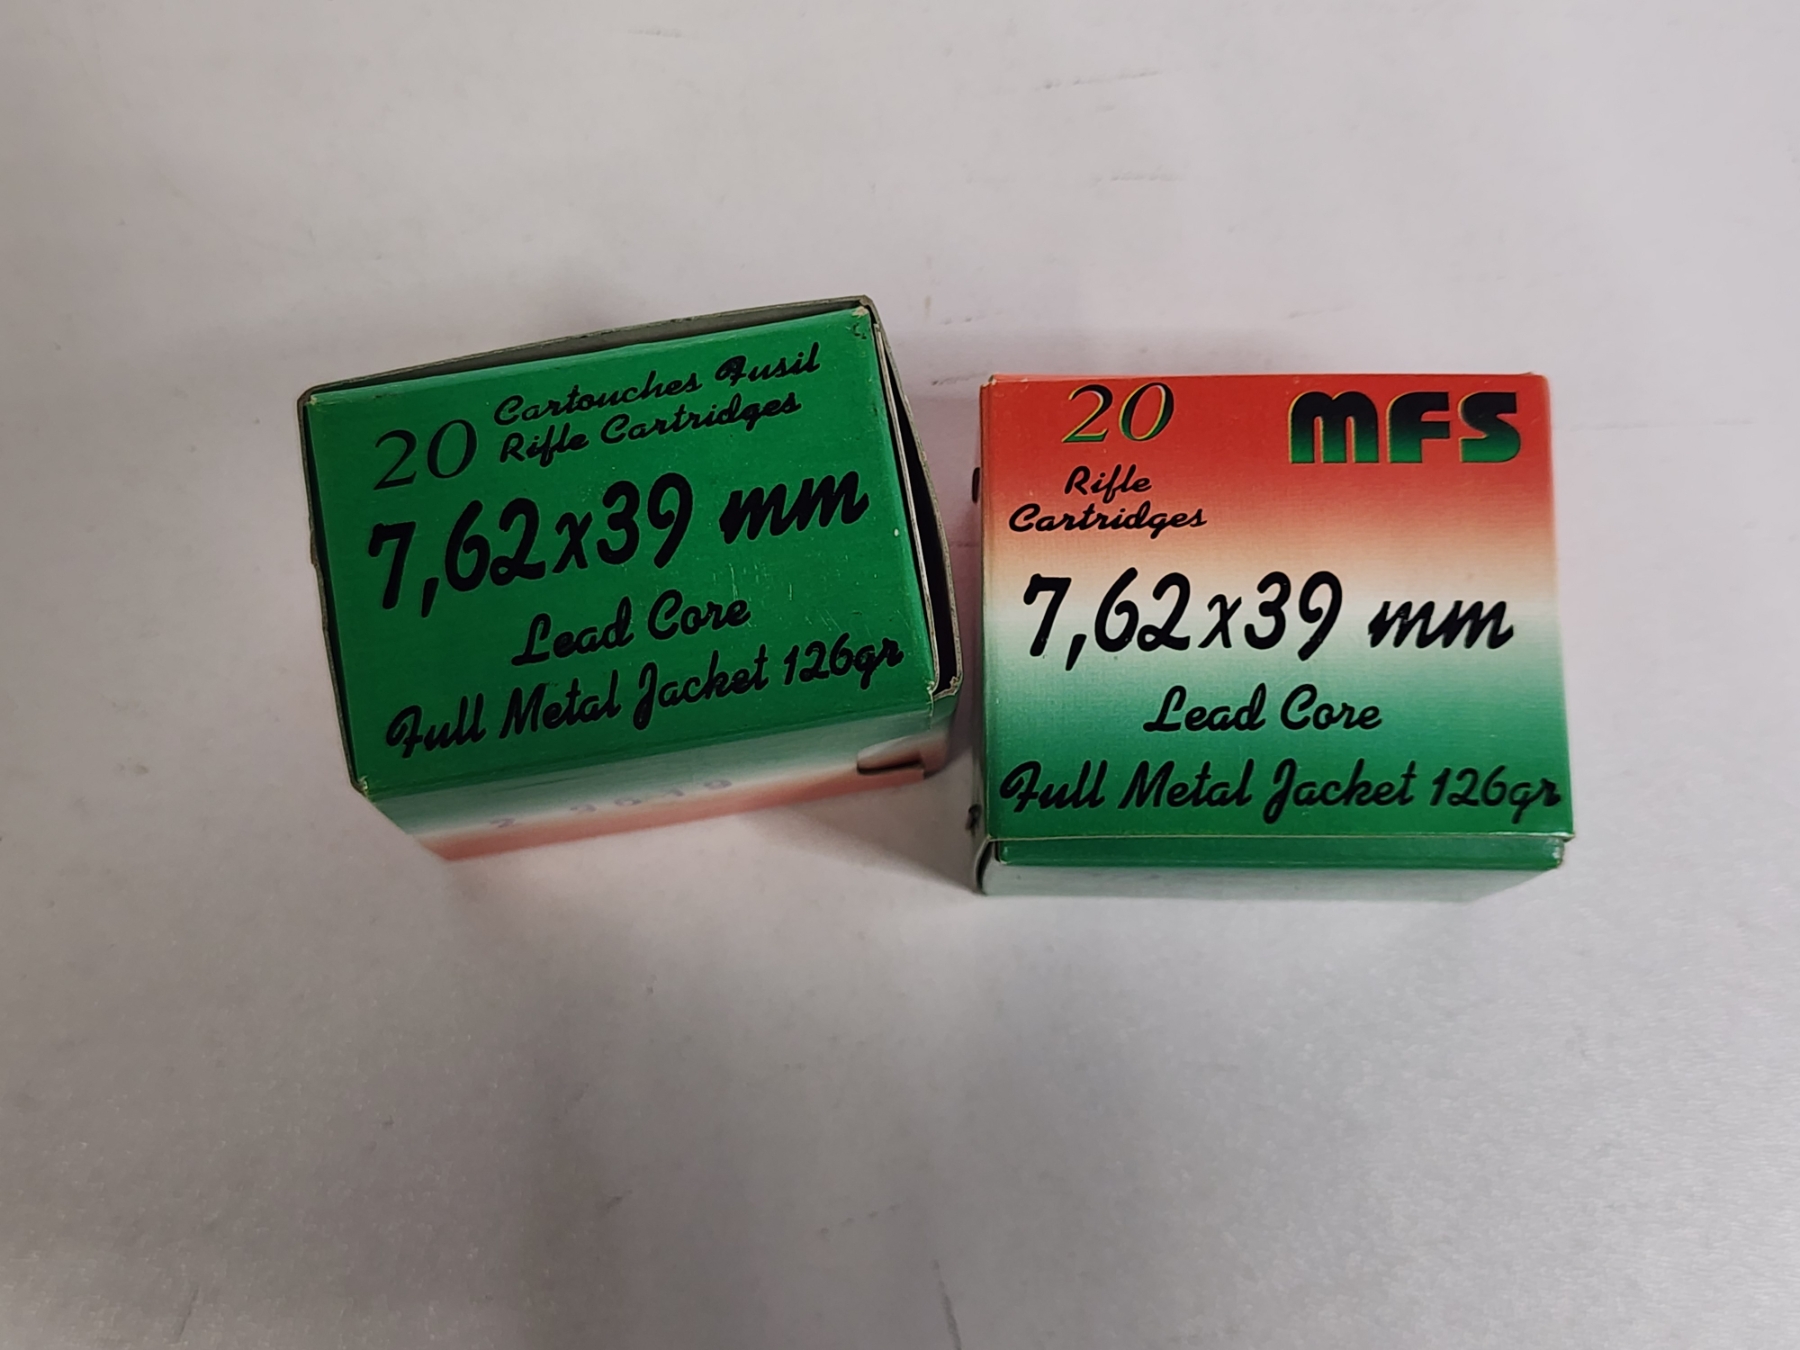 20 Cartouches Fusil
Rifle Cartridges
7,62x39 mm
Lead Core
Full Metal Jacket 126gr
20 MFS
Rifle
Cartridges
7,62x39 mm
Lead Core
Full Metal Jacket 126gr